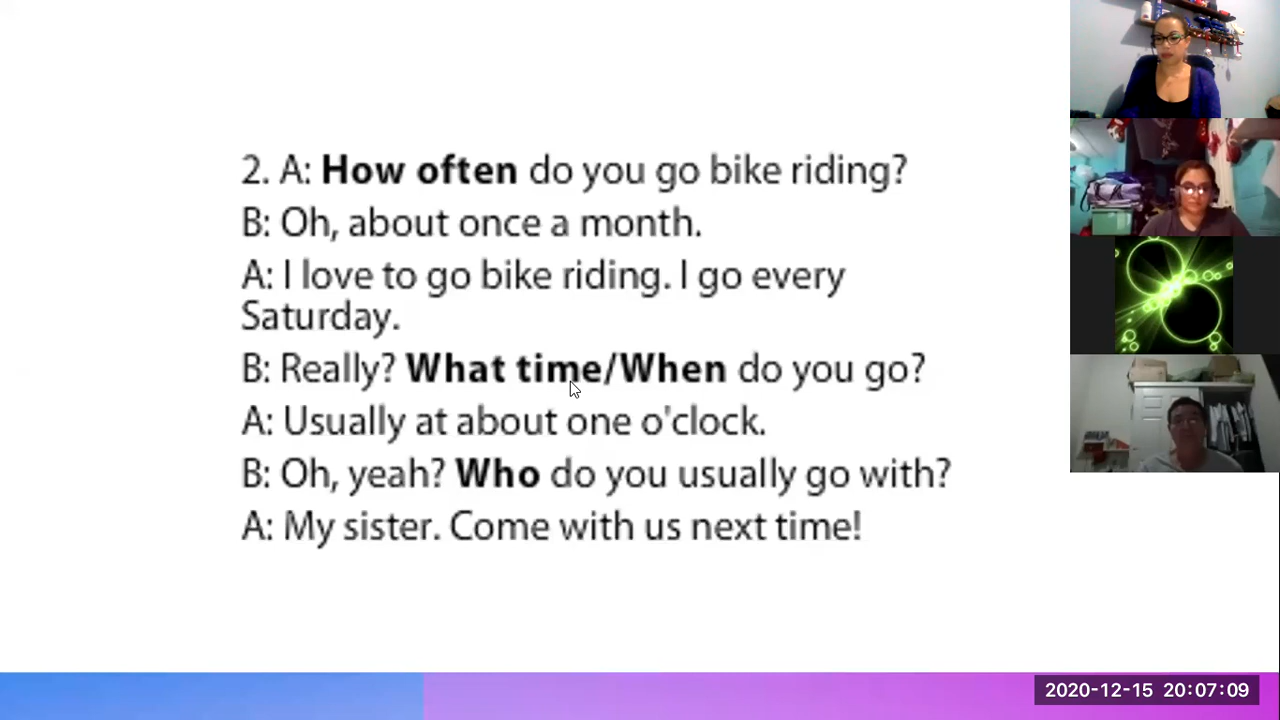 2. A: How often do you go bike riding?
B: Oh, about once a month.
A: I love to go bike riding. I go every
Saturday.
B: Really? What time/When do you go?
A: Usually at about one o'clock.
B: Oh, yeah? Who do you usually go with?
A: My sister. Come with us next time!
2020-12-15 20:07:09